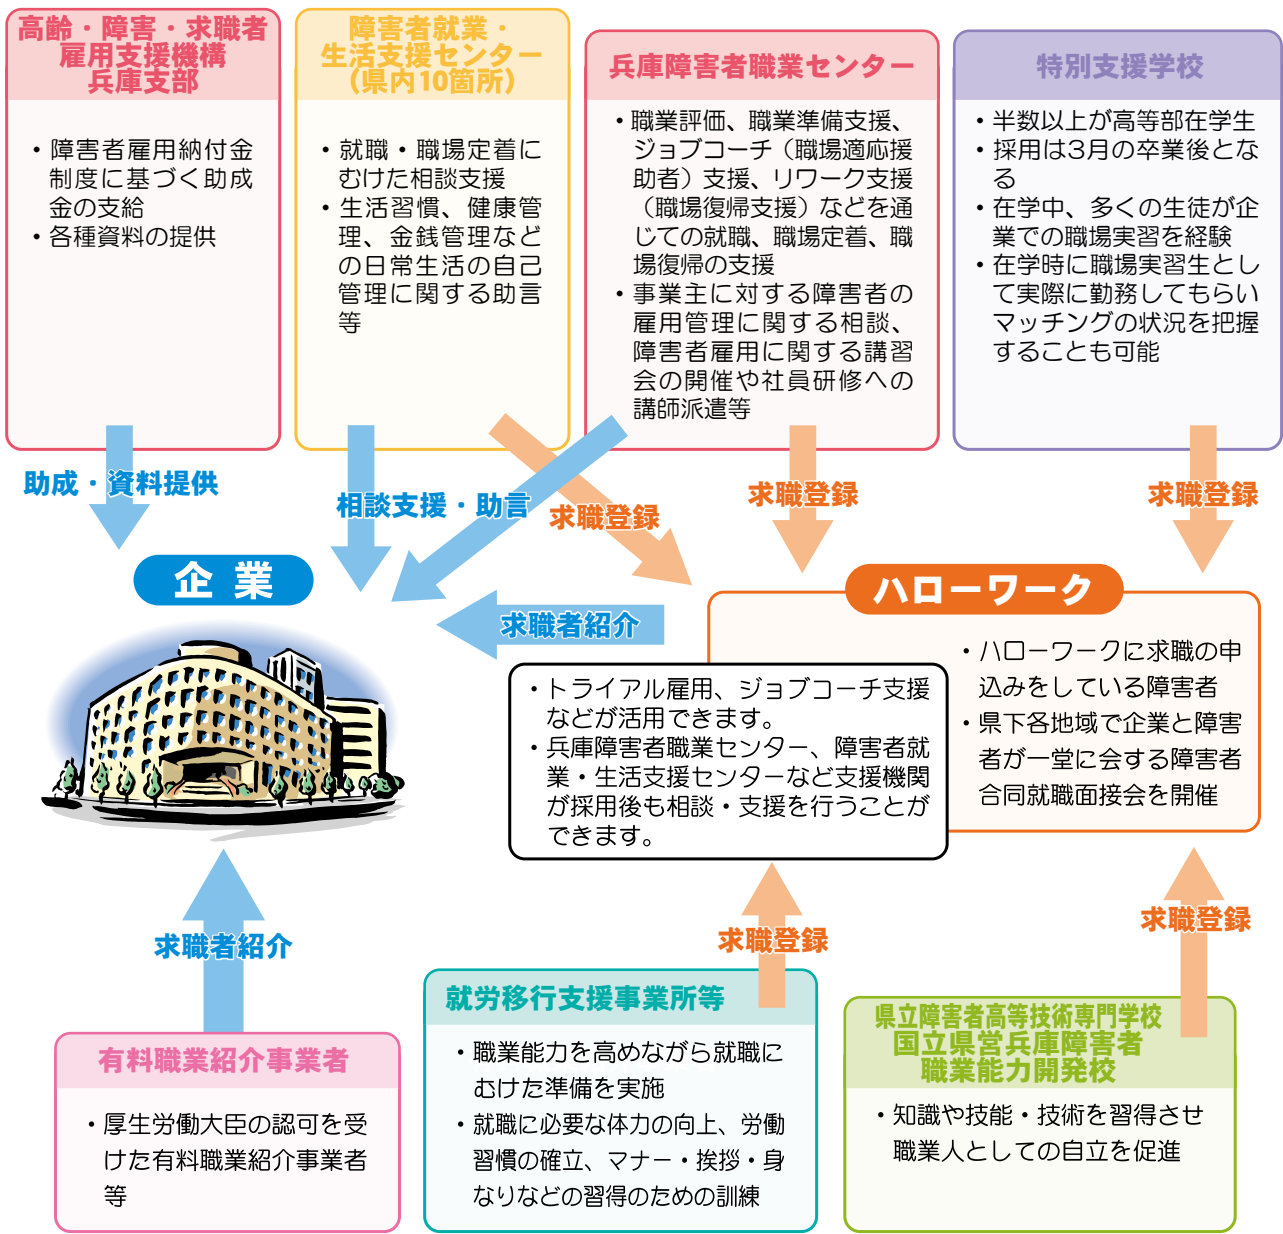 高齢・障害・求職者
雇用支援機構
兵庫支部
・障害者雇用納付金
制度に基づく助成
金の支給
・各種資料の提供
障害者就業・
生活支援センター
(県内10箇所)
・就職・職場定着に
むけた相談支援
・生活習慣、健康管
理、金銭管理など
の日常生活の自己
管理に関する助言
等
兵庫障害者職業センター
・職業評価、職業準備支援、
ジョブコーチ（職場適応援
助者）支援、リワーク支援
（職場復帰支援）などを通
じての就職、職場定着、職
場復帰の支援
・事業主に対する障害者の
雇用管理に関する相談、
障害者雇用に関する講習
会の開催や社員研修への
講師派遣等
特別支援学校
・半数以上が高等部在学生
・採用は3月の卒業後とな
る
・在学中、多くの生徒が企
業での職場実習を経験
・在学時に職場実習生とし
て実際に勤務してもらい
マッチングの状況を把握
することも可能
助成・資料提供
相談支援・助言
求職登録
求職登録
求職登録
企業
求職者紹介
ハローワーク
・ハローワークに求職の申
込みをしている障害者
・県下各地域で企業と障害
者が一堂に会する障害者
合同就職面接会を開催
・トライアル雇用、ジョブコーチ支援
などが活用できます。
・兵庫障害者職業センター、障害者就
業・生活支援センターなど支援機関
が採用後も相談・支援を行うことが
できます。
求職者紹介
求職登録
求職登録
有料職業紹介事業者
・厚生労働大臣の認可を受
けた有料職業紹介事業者
等
就労移行支援事業所等
・職業能力を高めながら就職に
むけた準備を実施
・就職に必要な体力の向上、労働
習慣の確立、マナー・挨拶・身
なりなどの習得のための訓練
県立障害者高等技術専門学校
国立県営兵庫障害者
職業能力開発校
・知識や技能・技術を習得させ
職業人としての自立を促進